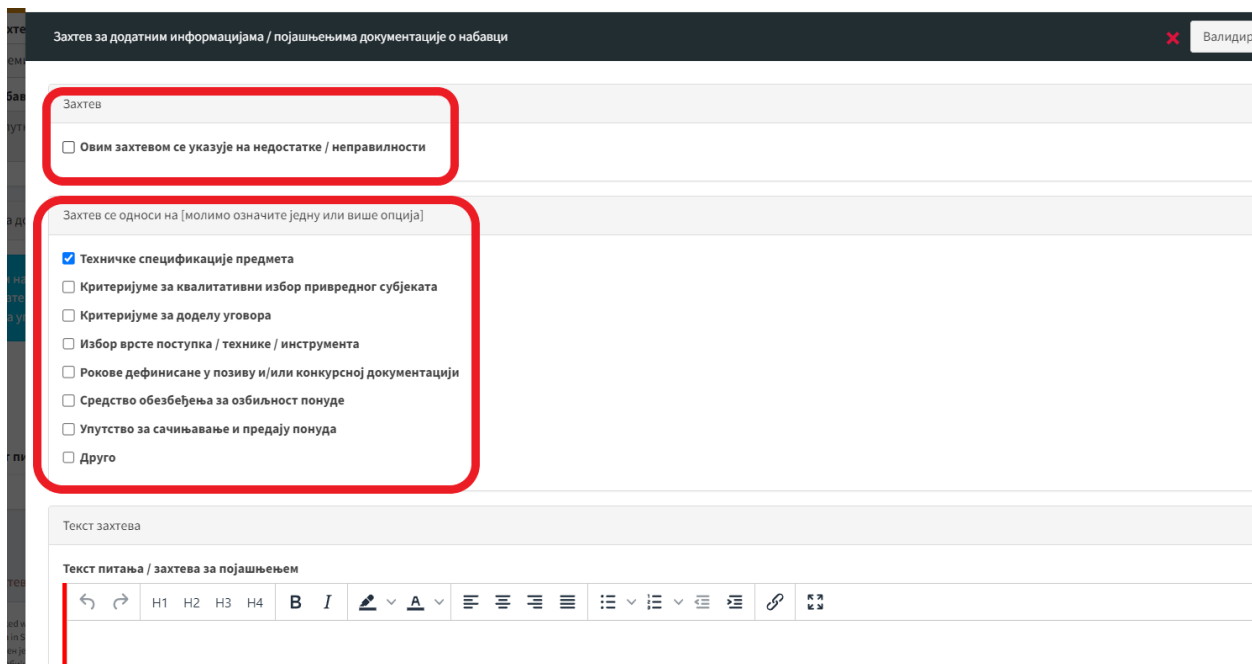 Захтев за додатним информацијама / појашњењима документације о набавци
Захтев
Овим захтевом се указује на недостатке / неправилности
Захтев се односи на [молимо означите једну или више опција]
Техничке спецификације предмета
Критеријуме за квалитативни избор привредног субјеката
Критеријуме за доделу уговора
Избор врсте поступка / технике / инструмента
Рокове дефинисане у позиву и/или конкурсној документацији
Средство обезбеђења за озбиљност понуде
Упутство за сачињавање и предају понуда
Друго
Текст захтева
Текст питања / захтева за појашњењем
H1 H2 H3 H4 B I A